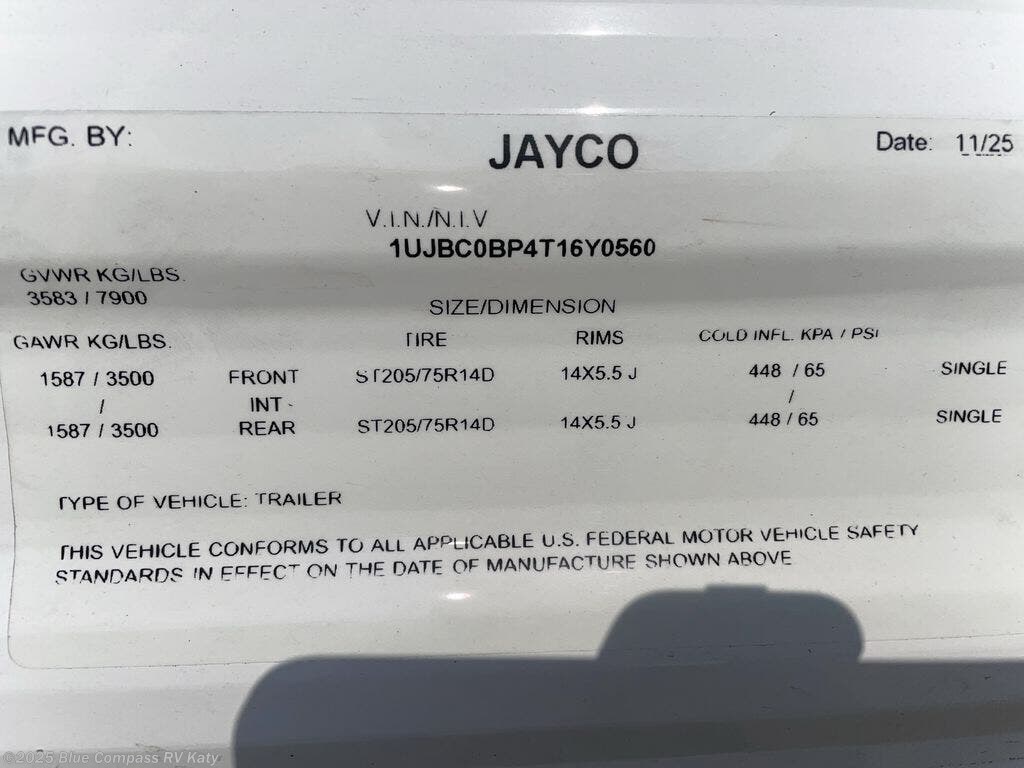 MFG. BY: JAYCO Date: 11/25
V.I.N./N.I.V
1UJBC0BP4T16Y0560
GVWR KG/LBS.
3583 / 7900
SIZE/DIMENSION
GAWR KG/LBS. TIRE RIMS COLD INFL. KPA / PSI
1587 / 3500 FRONT ST205/75R14D 14X5.5 J 448 / 65 SINGLE
/ INT - /
1587 / 3500 REAR ST205/75R14D 14X5.5 J 448 / 65 SINGLE
TYPE OF VEHICLE: TRAILER
THIS VEHICLE CONFORMS TO ALL APPLICABLE U.S. FEDERAL MOTOR VEHICLE SAFETY
STANDARDS IN EFFECT ON THE DATE OF MANUFACTURE SHOWN ABOVE
©2025 Blue Compass RV Katy